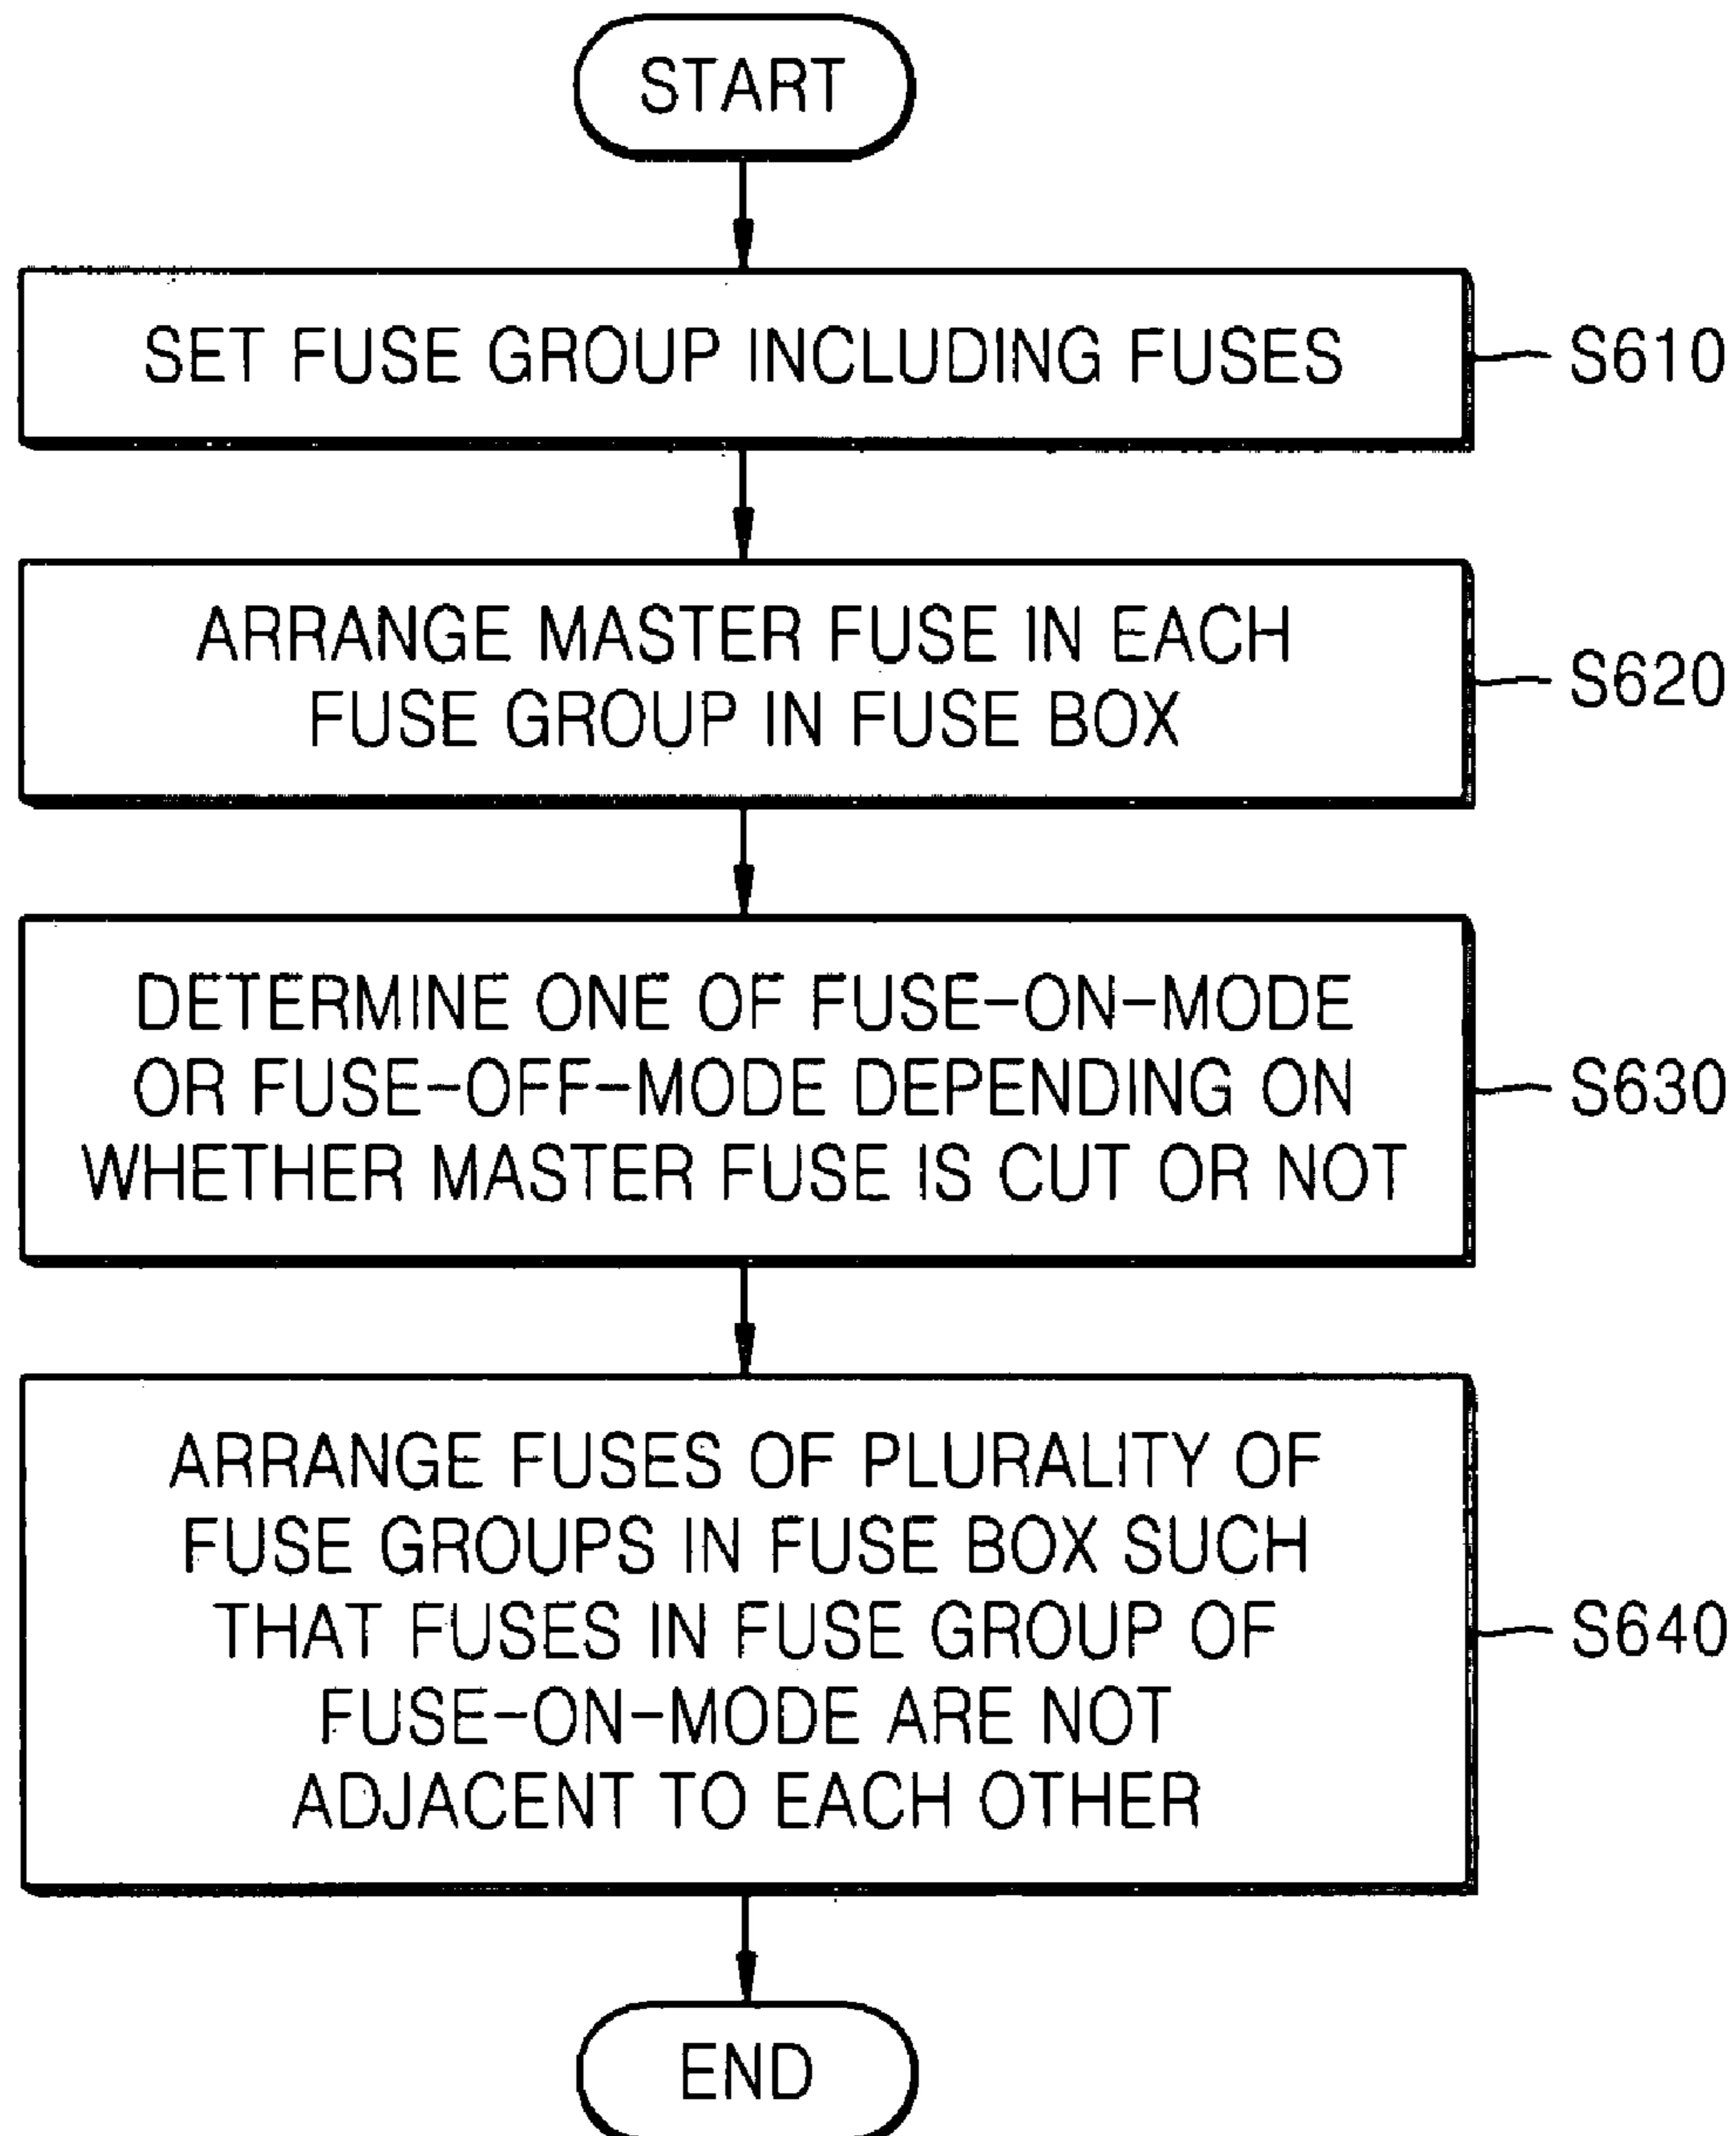 START
SET FUSE GROUP INCLUDING FUSES
S610
ARRANGE MASTER FUSE IN EACH
FUSE GROUP IN FUSE BOX
S620
DETERMINE ONE OF FUSE-ON-MODE
OR FUSE-OFF-MODE DEPENDING ON
WHETHER MASTER FUSE IS CUT OR NOT
S630
ARRANGE FUSES OF PLURALITY OF
FUSE GROUPS IN FUSE BOX SUCH
THAT FUSES IN FUSE GROUP OF
FUSE-ON-MODE ARE NOT
ADJACENT TO EACH OTHER
S640
END